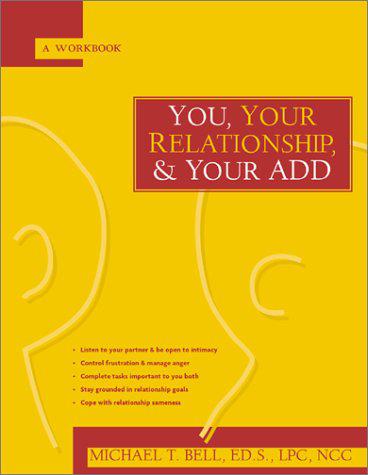 A WORKBOOK
YOU, YOUR
RELATIONSHIP,
& YOUR ADD
• Listen to your partner & be open to intimacy
• Control frustration & manage anger
• Complete tasks important to you both
• Stay grounded in relationship goals
• Cope with relationship sameness
MICHAEL T. BELL, ED.S., LPC, NCC